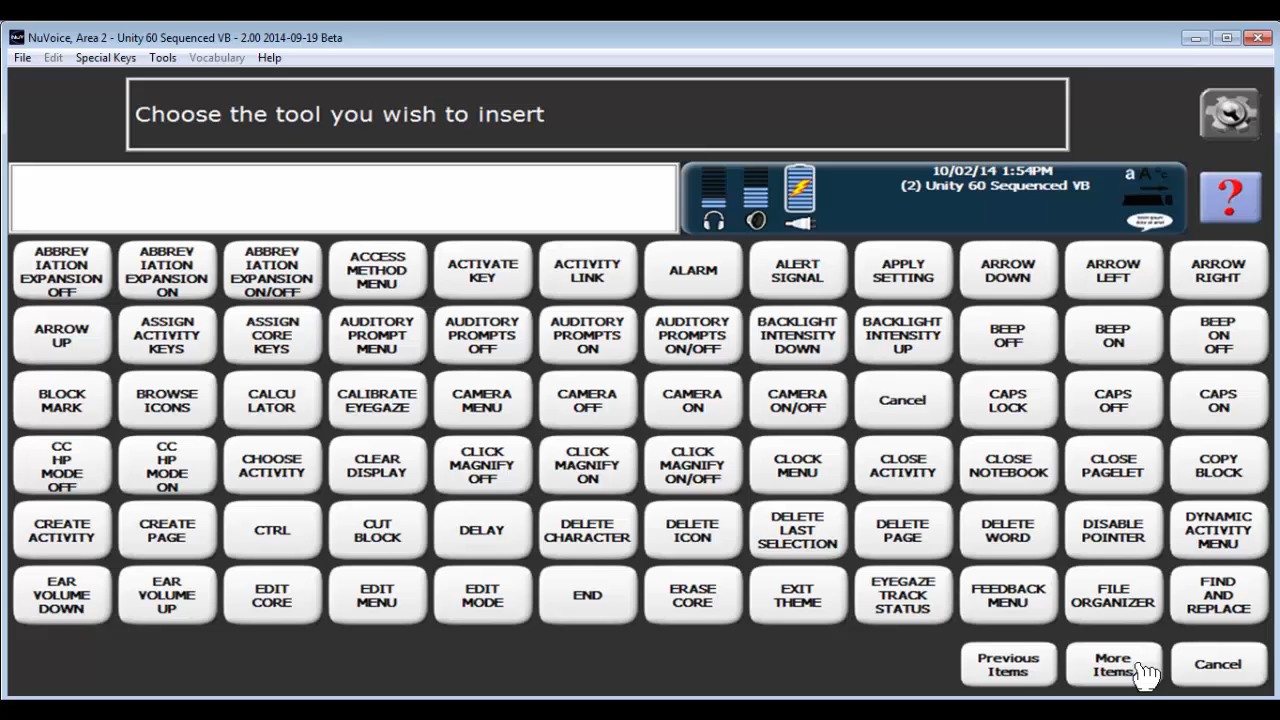 NuVoice, Area 2 - Unity 60 Sequenced VB - 2.00 2014-09-19 Beta
File Edit Special Keys Tools Vocabulary Help
Choose the tool you wish to insert
10/02/14 1:54PM
(2) Unity 60 Sequenced VB
a A °c
?
ABBREV
IATION
EXPANSION
OFF
ABBREV
IATION
EXPANSION
ON
ABBREV
IATION
EXPANSION
ON/OFF
ACCESS
METHOD
MENU
ACTIVATE
KEY
ACTIVITY
LINK
ALARM
ALERT
SIGNAL
APPLY
SETTING
ARROW
DOWN
ARROW
LEFT
ARROW
RIGHT
ARROW
UP
ASSIGN
ACTIVITY
KEYS
ASSIGN
CORE
KEYS
AUDITORY
PROMPT
MENU
AUDITORY
PROMPTS
OFF
AUDITORY
PROMPTS
ON
AUDITORY
PROMPTS
ON/OFF
BACKLIGHT
INTENSITY
DOWN
BACKLIGHT
INTENSITY
UP
BEEP
OFF
BEEP
ON
BEEP
ON
OFF
BLOCK
MARK
BROWSE
ICONS
CALCU
LATOR
CALIBRATE
EYEGAZE
CAMERA
MENU
CAMERA
OFF
CAMERA
ON
CAMERA
ON/OFF
Cancel
CAPS
LOCK
CAPS
OFF
CAPS
ON
CC
HP
MODE
OFF
CC
HP
MODE
ON
CHOOSE
ACTIVITY
CLEAR
DISPLAY
CLICK
MAGNIFY
OFF
CLICK
MAGNIFY
ON
CLICK
MAGNIFY
ON/OFF
CLOCK
MENU
CLOSE
ACTIVITY
CLOSE
NOTEBOOK
CLOSE
PAGELET
COPY
BLOCK
CREATE
ACTIVITY
CREATE
PAGE
CTRL
CUT
BLOCK
DELAY
DELETE
CHARACTER
DELETE
ICON
DELETE
LAST
SELECTION
DELETE
PAGE
DELETE
WORD
DISABLE
POINTER
DYNAMIC
ACTIVITY
MENU
EAR
VOLUME
DOWN
EAR
VOLUME
UP
EDIT
CORE
EDIT
MENU
EDIT
MODE
END
ERASE
CORE
EXIT
THEME
EYEGAZE
TRACK
STATUS
FEEDBACK
MENU
FILE
ORGANIZER
FIND
AND
REPLACE
Previous
Items
More
Items
Cancel